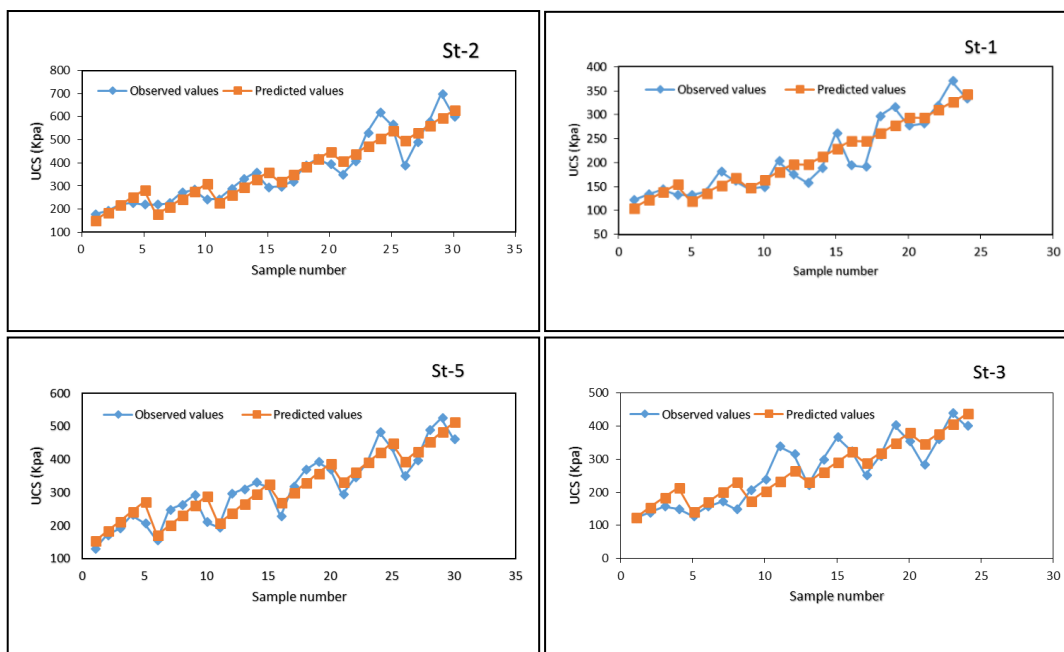 St-2
800
700
600
500
400
300
200
100
UCS (Kpa)
Observed values
Predicted values
0 5 10 15 20 25 30 35
Sample number
St-1
400
350
300
250
200
150
100
50
UCS (Kpa)
Observed values
Predicted values
0 5 10 15 20 25 30
Sample number
St-5
600
500
400
300
200
100
UCS (Kpa)
Observed values
Predicted values
0 5 10 15 20 25 30 35
Sample number
St-3
500
400
300
200
100
0
UCS (Kpa)
Observed values
Predicted values
0 5 10 15 20 25 30
Sample number